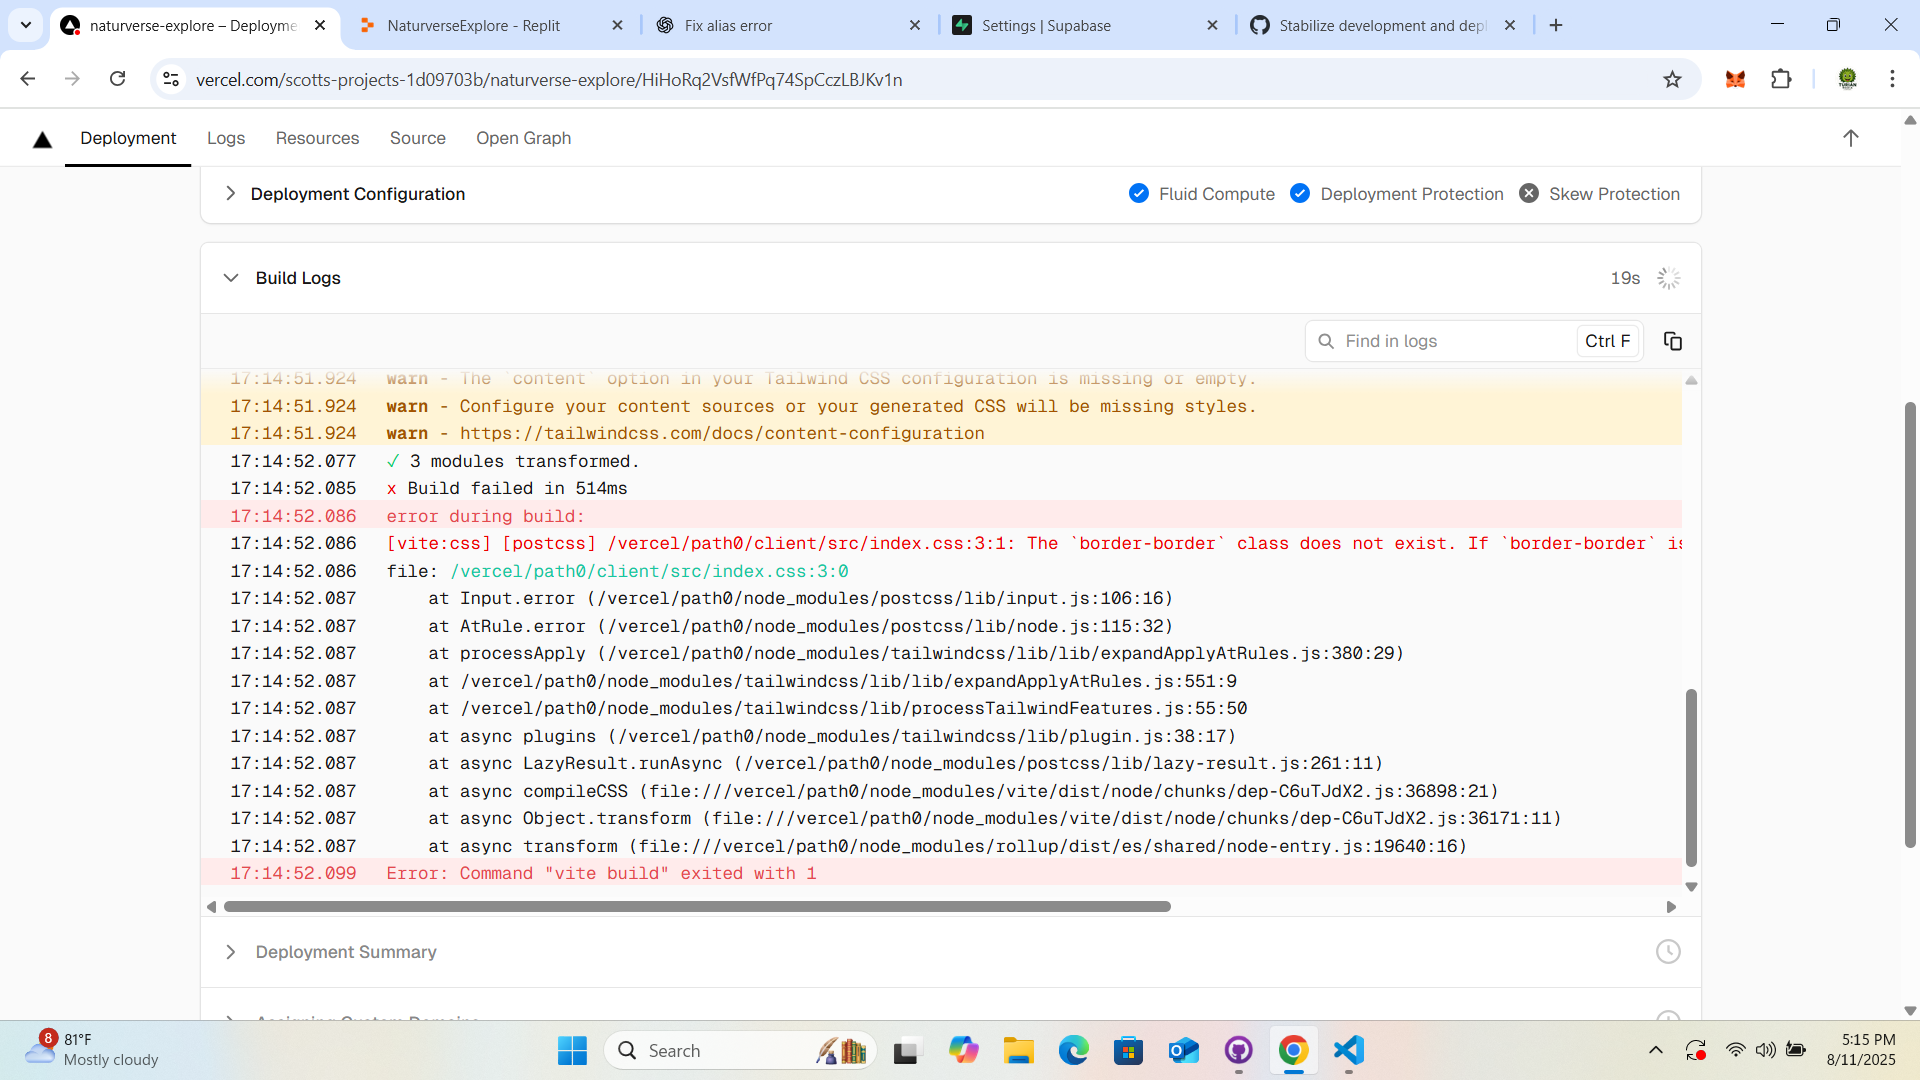 naturverse-explore – Deployme
NaturverseExplore - Replit
Fix alias error
Settings | Supabase
Stabilize development and depl
vercel.com/scotts-projects-1d09703b/naturverse-explore/HiHoRq2VsfWfPq74SpCczLBJKv1n
Deployment
Logs
Resources
Source
Open Graph
Deployment Configuration
Fluid Compute
Deployment Protection
Skew Protection
Build Logs
19s
Find in logs
Ctrl F
17:14:51.924 warn - The `content` option in your Tailwind CSS configuration is missing or empty.
17:14:51.924 warn - Configure your content sources or your generated CSS will be missing styles.
17:14:51.924 warn - https://tailwindcss.com/docs/content-configuration
17:14:52.077 ✓ 3 modules transformed.
17:14:52.085 x Build failed in 514ms
17:14:52.086 error during build:
17:14:52.086 [vite:css] [postcss] /vercel/path0/client/src/index.css:3:1: The `border-border` class does not exist. If `border-border` is
17:14:52.086 file: /vercel/path0/client/src/index.css:3:0
17:14:52.087 at Input.error (/vercel/path0/node_modules/postcss/lib/input.js:106:16)
17:14:52.087 at AtRule.error (/vercel/path0/node_modules/postcss/lib/node.js:115:32)
17:14:52.087 at processApply (/vercel/path0/node_modules/tailwindcss/lib/lib/expandApplyAtRules.js:380:29)
17:14:52.087 at /vercel/path0/node_modules/tailwindcss/lib/lib/expandApplyAtRules.js:551:9
17:14:52.087 at /vercel/path0/node_modules/tailwindcss/lib/processTailwindFeatures.js:55:50
17:14:52.087 at async plugins (/vercel/path0/node_modules/tailwindcss/lib/plugin.js:38:17)
17:14:52.087 at async LazyResult.runAsync (/vercel/path0/node_modules/postcss/lib/lazy-result.js:261:11)
17:14:52.087 at async compileCSS (file:///vercel/path0/node_modules/vite/dist/node/chunks/dep-C6uTJdX2.js:36898:21)
17:14:52.087 at async Object.transform (file:///vercel/path0/node_modules/vite/dist/node/chunks/dep-C6uTJdX2.js:36171:11)
17:14:52.087 at async transform (file:///vercel/path0/node_modules/rollup/dist/es/shared/node-entry.js:19640:16)
17:14:52.099 Error: Command "vite build" exited with 1
Deployment Summary
Assigning Custom Domains
8
81°F
Mostly cloudy
Search
5:15 PM
8/11/2025